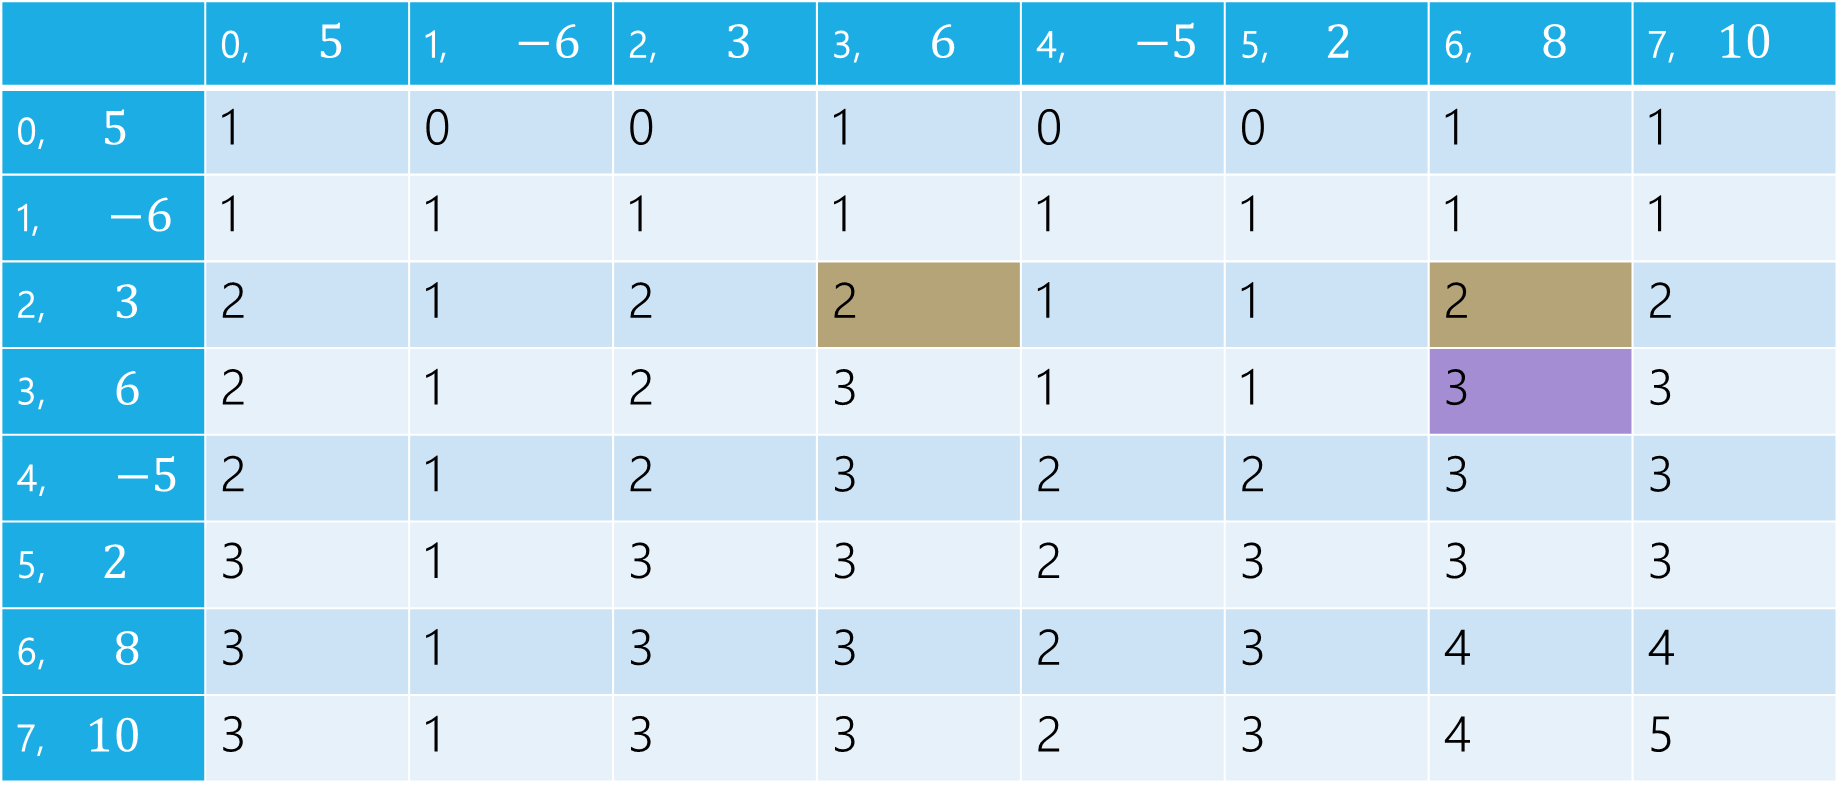 0, 5 1, −6 2, 3 3, 6 4, −5 5, 2 6, 8 7, 10
0, 5 1 0 0 1 0 0 1 1
1, −6 1 1 1 1 1 1 1 1
2, 3 2 1 2 2 1 1 2 2
3, 6 2 1 2 3 1 1 3 3
4, −5 2 1 2 3 2 2 3 3
5, 2 3 1 3 3 2 3 3 3
6, 8 3 1 3 3 2 3 4 4
7, 10 3 1 3 3 2 3 4 5